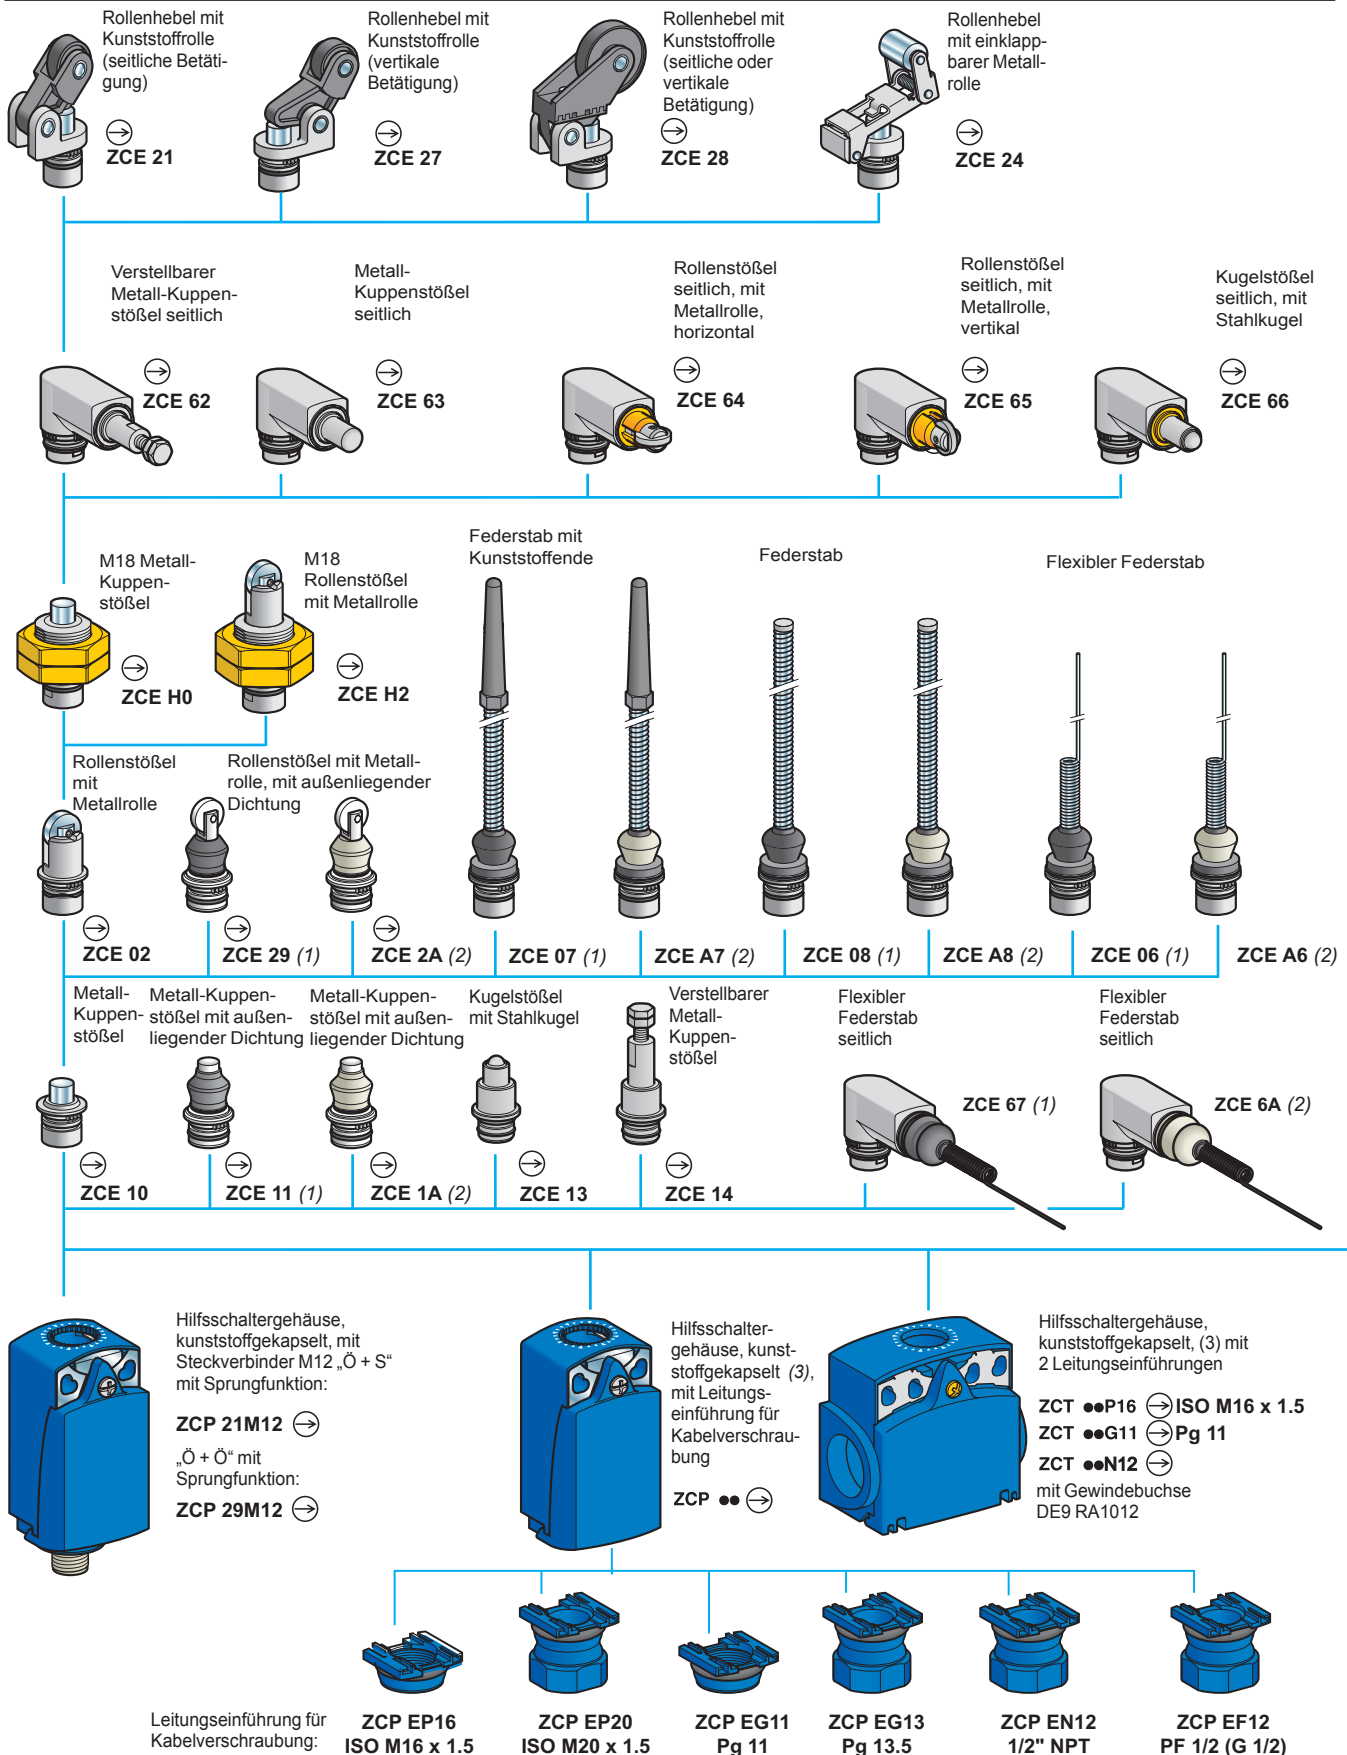 Rollenhebel mit
Kunststoffrolle
(seitliche Betäti-
gung)
ZCE 21
Rollenhebel mit
Kunststoffrolle
(vertikale
Betätigung)
ZCE 27
Rollenhebel mit
Kunststoffrolle
(seitliche oder
vertikale
Betätigung)
ZCE 28
Rollenhebel
mit einklapp-
barer Metall-
rolle
ZCE 24
Verstellbarer
Metall-Kuppen-
stößel seitlich
ZCE 62
Metall-
Kuppenstößel
seitlich
ZCE 63
Rollenstößel
seitlich, mit
Metallrolle,
horizontal
ZCE 64
Rollenstößel
seitlich, mit
Metallrolle,
vertikal
ZCE 65
Kugelstößel
seitlich, mit
Stahlkugel
ZCE 66
M18 Metall-
Kuppen-
stößel
ZCE H0
M18
Rollenstößel
mit Metallrolle
ZCE H2
Federstab mit
Kunststoffende
Federstab
Flexibler Federstab
Rollenstößel
mit
Metallrolle
Rollenstößel mit Metall-
rolle, mit außenliegender
Dichtung
ZCE 02
ZCE 29 (1)
ZCE 2A (2)
ZCE 07 (1)
ZCE A7 (2)
ZCE 08 (1)
ZCE A8 (2)
ZCE 06 (1)
ZCE A6 (2)
Metall-
Kuppen-
stößel
ZCE 10
Metall-Kuppen-
stößel mit außen-
liegender Dichtung
ZCE 11 (1)
Metall-Kuppen-
stößel mit außen-
liegender Dichtung
ZCE 1A (2)
Kugelstößel
mit Stahlkugel
ZCE 13
Verstellbarer
Metall-
Kuppen-
stößel
ZCE 14
Flexibler
Federstab
seitlich
ZCE 67 (1)
Flexibler
Federstab
seitlich
ZCE 6A (2)
Hilfsschaltergehäuse,
kunststoffgekapselt, mit
Steckverbinder M12 „Ö + S“
mit Sprungfunktion:
ZCP 21M12
„Ö + Ö“ mit
Sprungfunktion:
ZCP 29M12
Hilfsschalter-
gehäuse, kunst-
stoffgekapselt (3),
mit Leitungs-
einführung für
Kabelverschrau-
bung
ZCP ●●
Hilfsschaltergehäuse,
kunststoffgekapselt, (3) mit
2 Leitungseinführungen
ZCT ●●P16 ISO M16 x 1.5
ZCT ●●G11 Pg 11
ZCT ●●N12
mit Gewindebuchse
DE9 RA1012
Leitungseinführung für
Kabelverschraubung:
ZCP EP16
ISO M16 x 1.5
ZCP EP20
ISO M20 x 1.5
ZCP EG11
Pg 11
ZCP EG13
Pg 13.5
ZCP EN12
1/2" NPT
ZCP EF12
PF 1/2 (G 1/2)